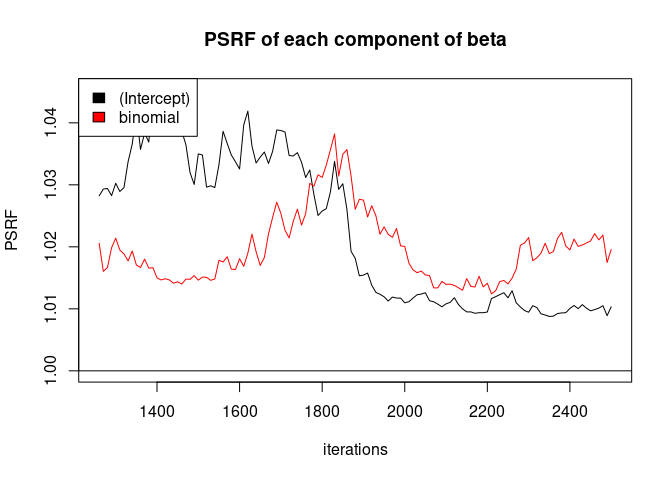 PSRF of each component of beta
(Intercept)
binomial
PSRF
1.04
1.03
1.02
1.01
1.00
1400 1600 1800 2000 2200 2400
iterations